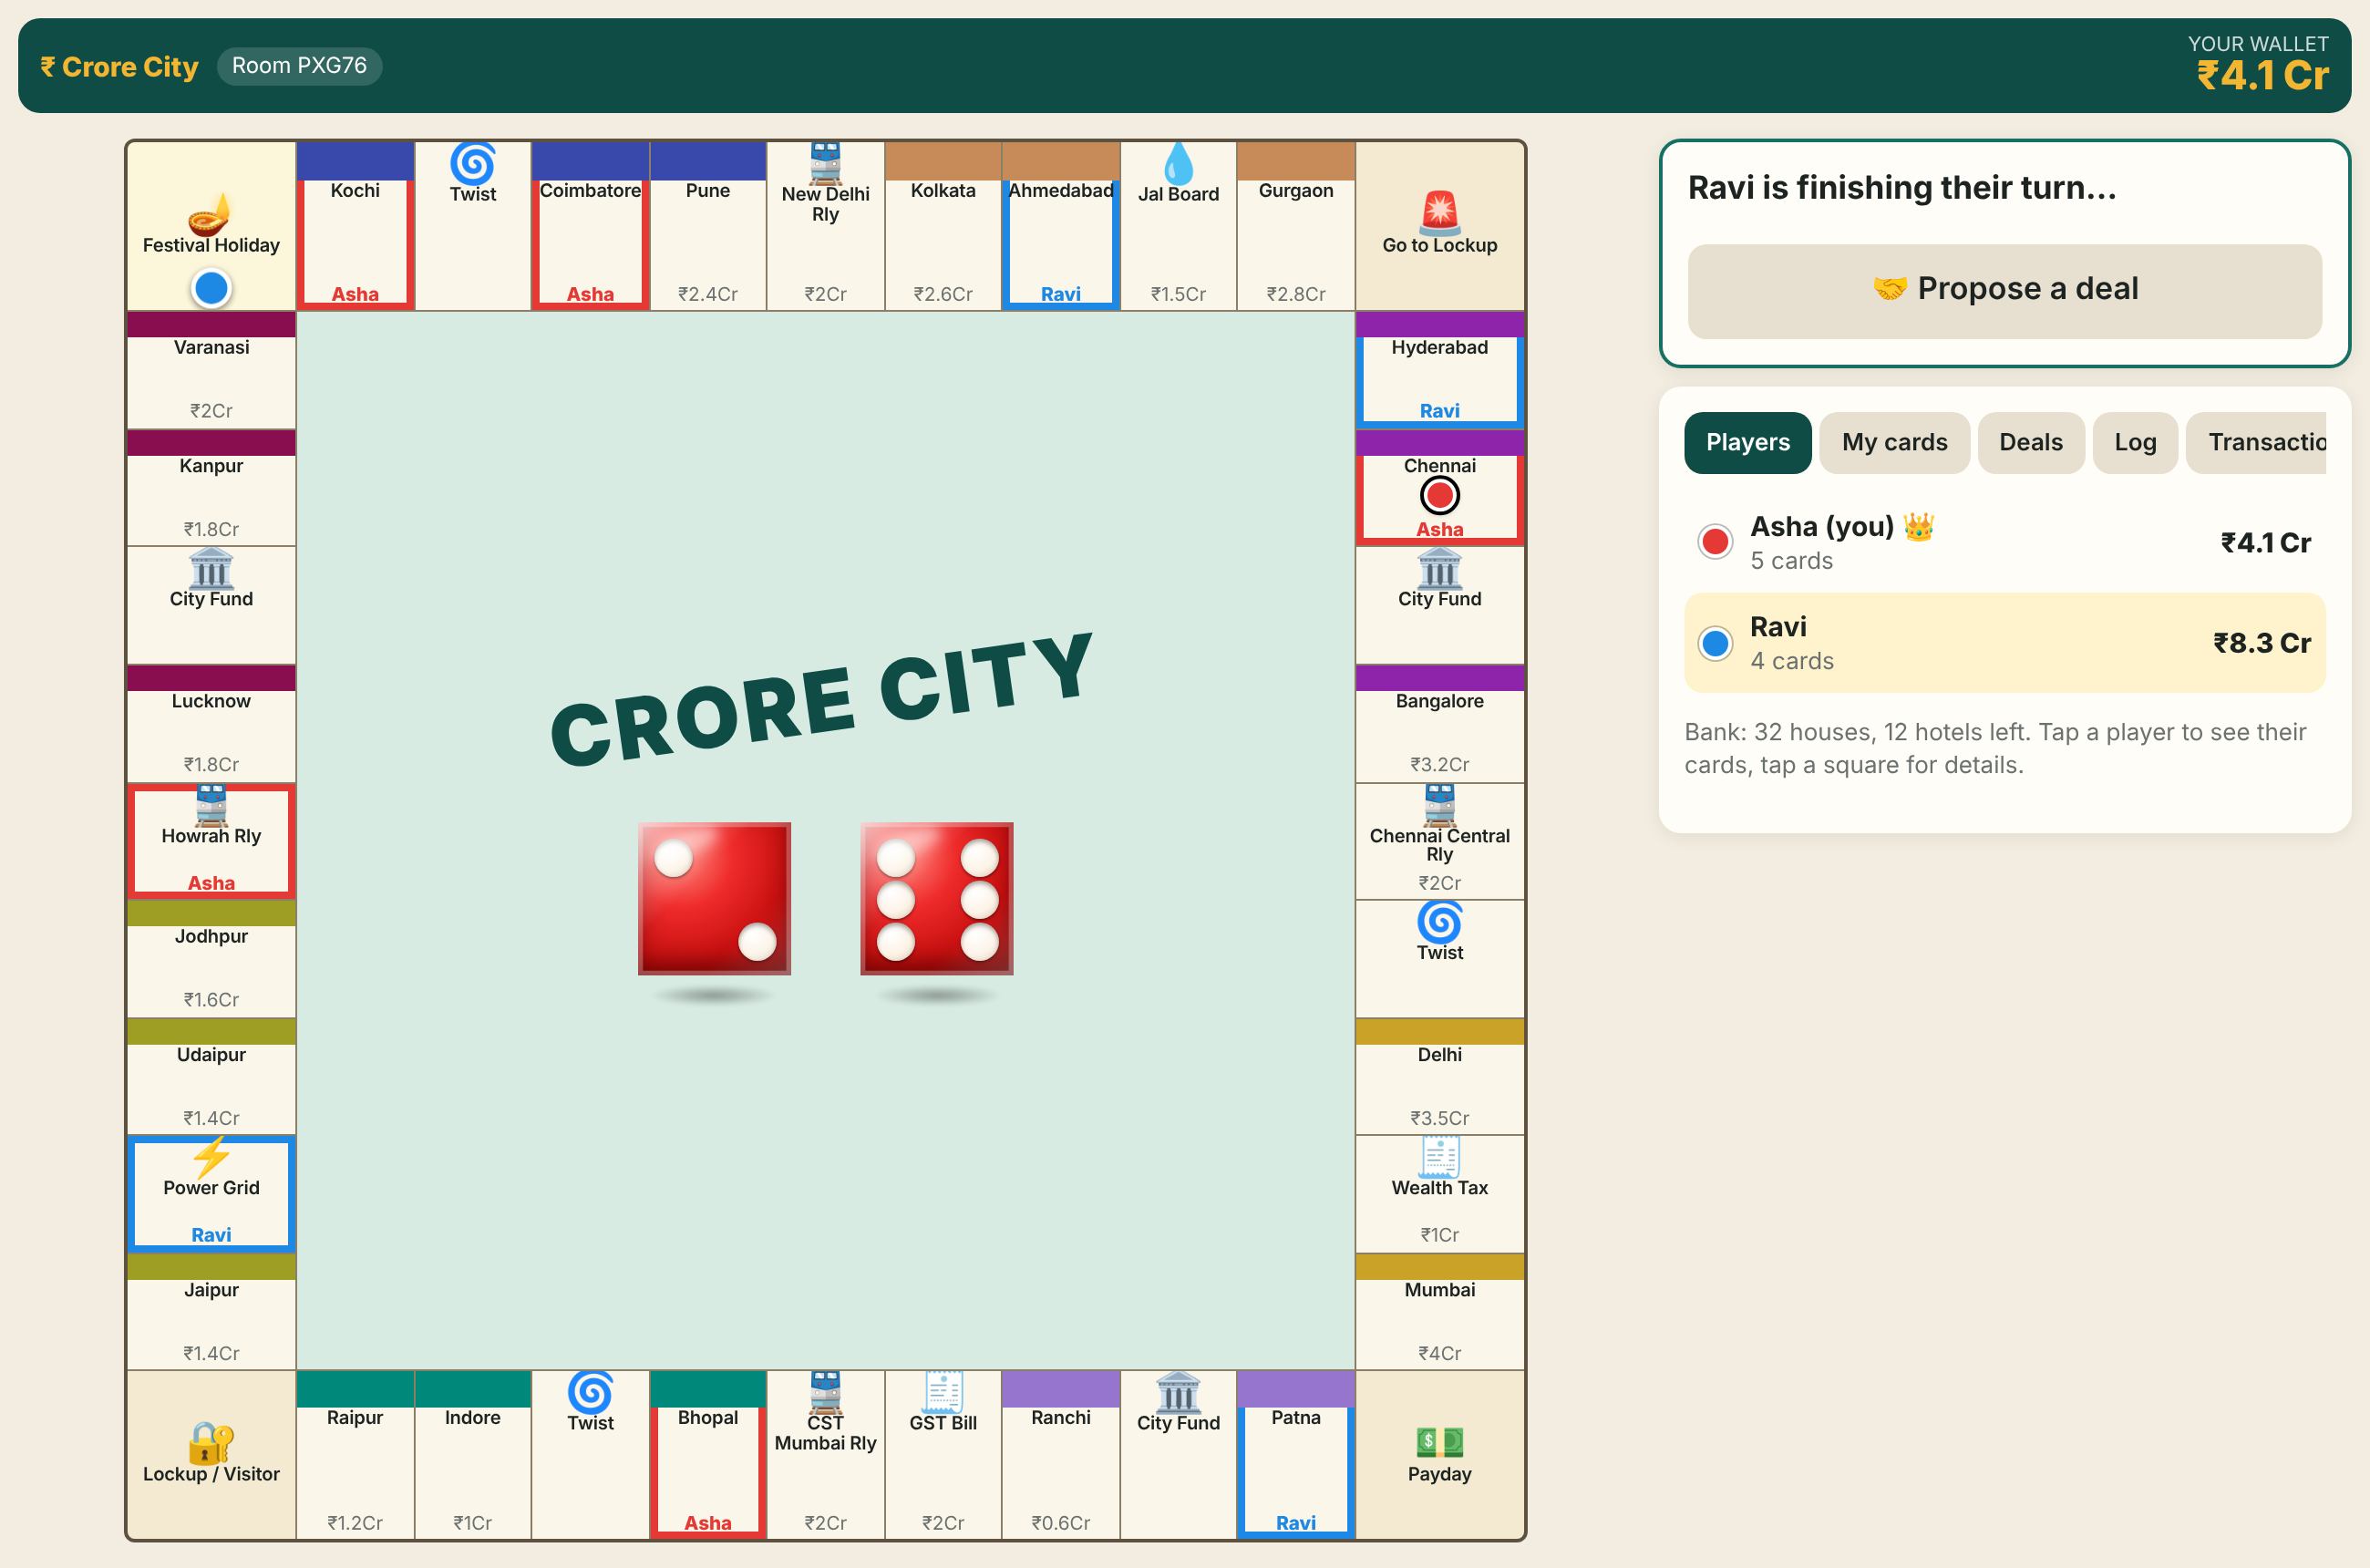 ₹ Crore City
Room PXG76
YOUR WALLET
₹4.1 Cr
Festival Holiday
Kochi
Asha
Twist
Coimbatore
Asha
Pune
₹2.4Cr
New Delhi
Rly
₹2Cr
Kolkata
₹2.6Cr
Ahmedabad
Ravi
Jal Board
₹1.5Cr
Gurgaon
₹2.8Cr
Go to Lockup
Varanasi
₹2Cr
Kanpur
₹1.8Cr
City Fund
Lucknow
₹1.8Cr
Howrah Rly
Asha
Jodhpur
₹1.6Cr
Udaipur
₹1.4Cr
Power Grid
Ravi
Jaipur
₹1.4Cr
CRORE CITY
Hyderabad
Ravi
Chennai
Asha
City Fund
Bangalore
₹3.2Cr
Chennai Central
Rly
₹2Cr
Twist
Delhi
₹3.5Cr
Wealth Tax
₹1Cr
Mumbai
₹4Cr
Lockup / Visitor
Raipur
₹1.2Cr
Indore
₹1Cr
Twist
Bhopal
Asha
CST
Mumbai Rly
₹2Cr
GST Bill
₹2Cr
Ranchi
₹0.6Cr
City Fund
Patna
Ravi
Payday
Ravi is finishing their turn...
Propose a deal
Players
My cards
Deals
Log
Transactio
Asha (you)
5 cards
₹4.1 Cr
Ravi
4 cards
₹8.3 Cr
Bank: 32 houses, 12 hotels left. Tap a player to see their
cards, tap a square for details.